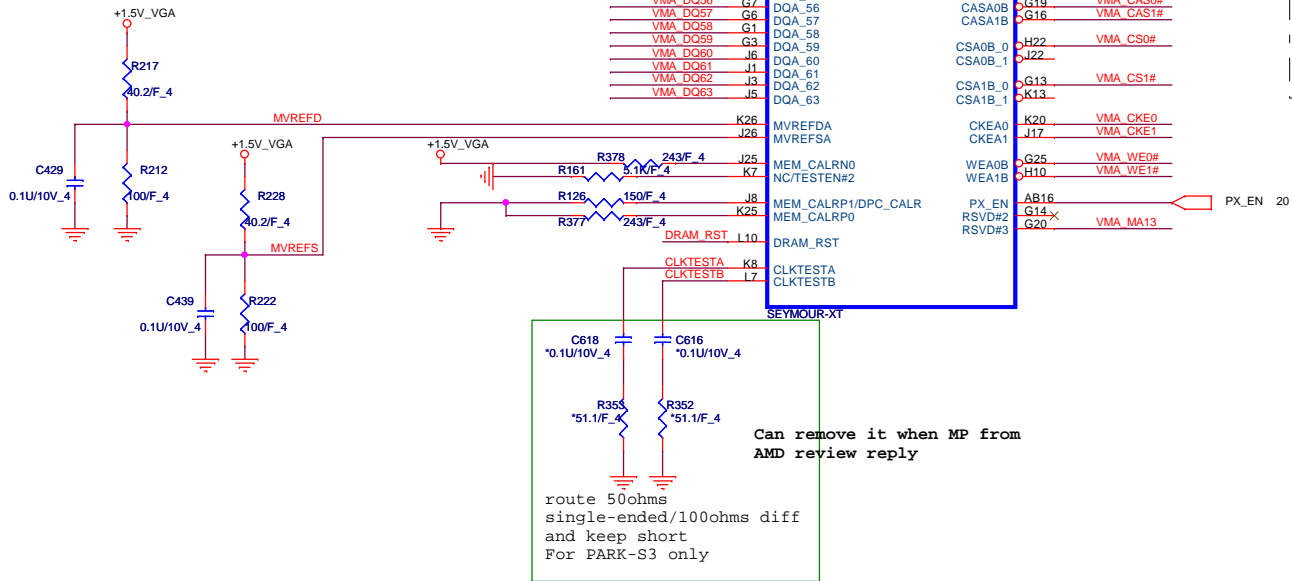 +1.5V_VGA
R217
40.2/F_4
MVREFD
C429
0.1U/10V_4
R212
100/F_4
+1.5V_VGA
R228
40.2/F_4
MVREFS
C439
0.1U/10V_4
R222
100/F_4
+1.5V_VGA
R378 243/F_4
R161 5.1K/F_4
R126 150/F_4
R377 243/F_4
VMA_DQ56 G7 DQA_56
VMA_DQ57 G6 DQA_57
VMA_DQ58 G1 DQA_58
VMA_DQ59 G3 DQA_59
VMA_DQ60 J6 DQA_60
VMA_DQ61 J1 DQA_61
VMA_DQ62 J3 DQA_62
VMA_DQ63 J5 DQA_63
K26 MVREFDA
J26 MVREFSA
J25 MEM_CALRN0
K7 NC/TESTEN#2
J8 MEM_CALRP1/DPC_CALR
K25 MEM_CALRP0
DRAM_RST L10 DRAM_RST
CLKTESTA K8 CLKTESTA
CLKTESTB L7 CLKTESTB
CASA0B G19 VMA_CAS0#
CASA1B G16 VMA_CAS1#
CSA0B_0 H22 VMA_CS0#
CSA0B_1 J22
CSA1B_0 G13 VMA_CS1#
CSA1B_1 K13
CKEA0 K20 VMA_CKE0
CKEA1 J17 VMA_CKE1
WEA0B G25 VMA_WE0#
WEA1B H10 VMA_WE1#
PX_EN AB16 PX_EN 20
RSVD#2 G14
RSVD#3 G20 VMA_MA13
SEYMOUR-XT
C618 C616
*0.1U/10V_4 *0.1U/10V_4
R353 R352
*51.1/F_4 *51.1/F_4
Can remove it when MP from
AMD review reply
route 50ohms
single-ended/100ohms diff
and keep short
For PARK-S3 only